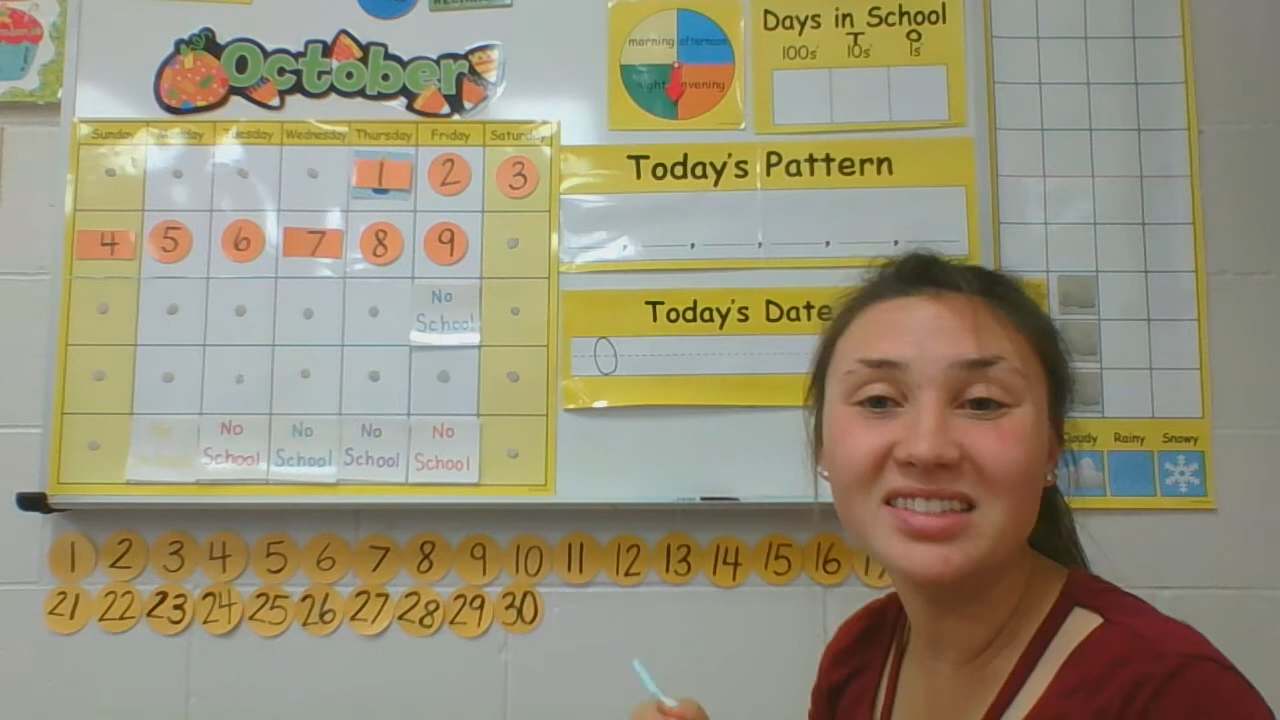 October
morning afternoon
night evening
Days in School
T O
100s 10s 1s
Sunday Monday Tuesday Wednesday Thursday Friday Saturday
1 2 3
4 5 6 7 8 9
No
School
No No No No
School School School School
Today's Pattern
Today's Date
O
Cloudy Rainy Snowy
1 2 3 4 5 6 7 8 9 10 11 12 13 14 15 16
21 22 23 24 25 26 27 28 29 30